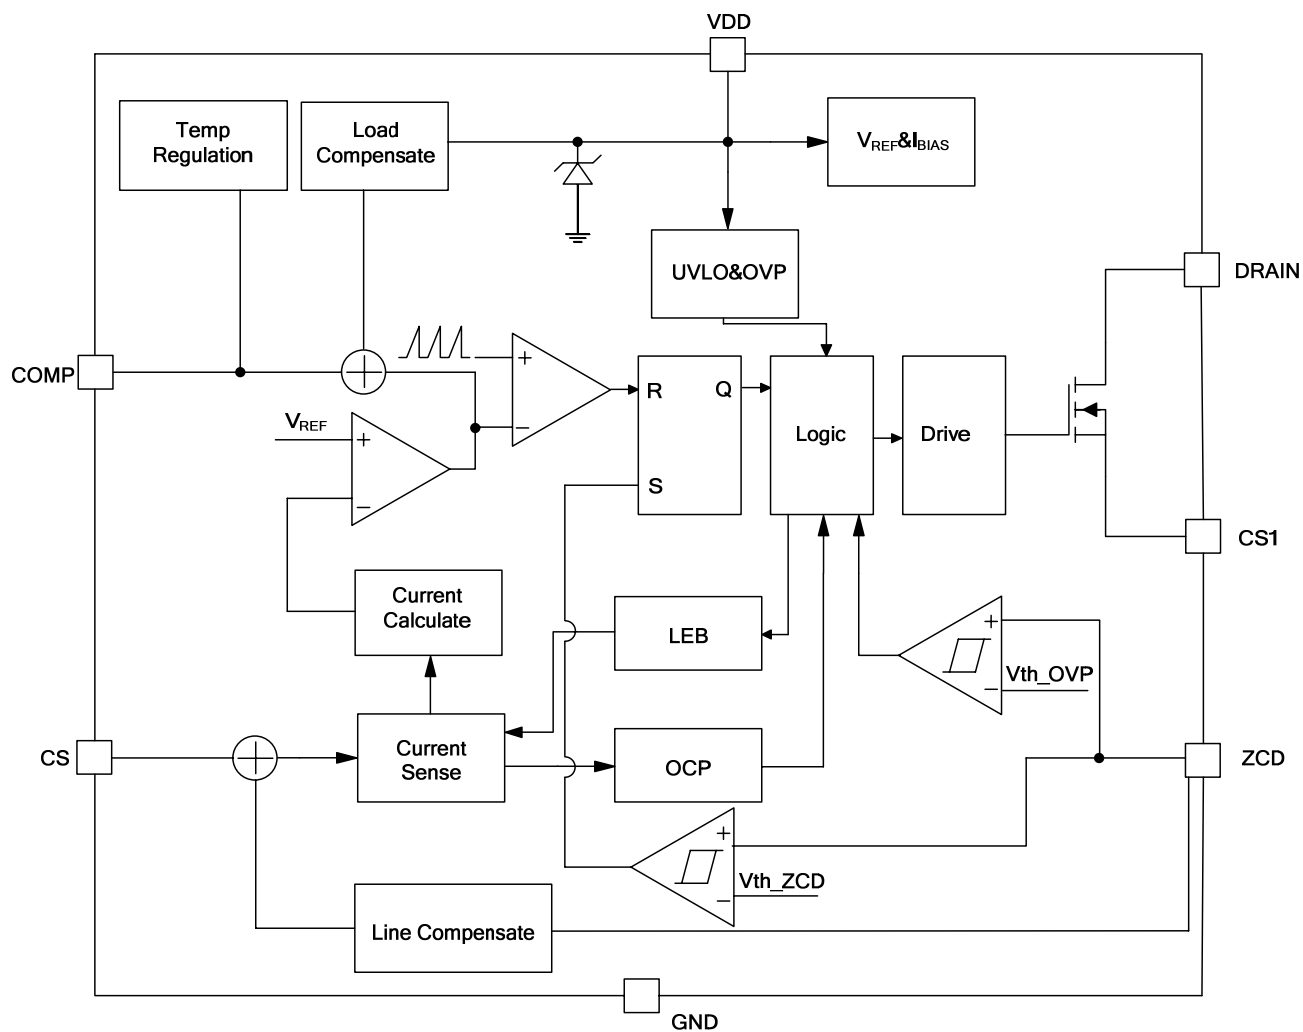 VDD
Temp
Regulation
Load
Compensate
VREF&IBIAS
UVLO&OVP
DRAIN
COMP
VREF
+
−
+
−
R
Q
S
Logic
Drive
CS1
Current
Calculate
LEB
+
Vth_OVP
−
CS
Current
Sense
OCP
ZCD
+
Vth_ZCD
−
Line Compensate
GND